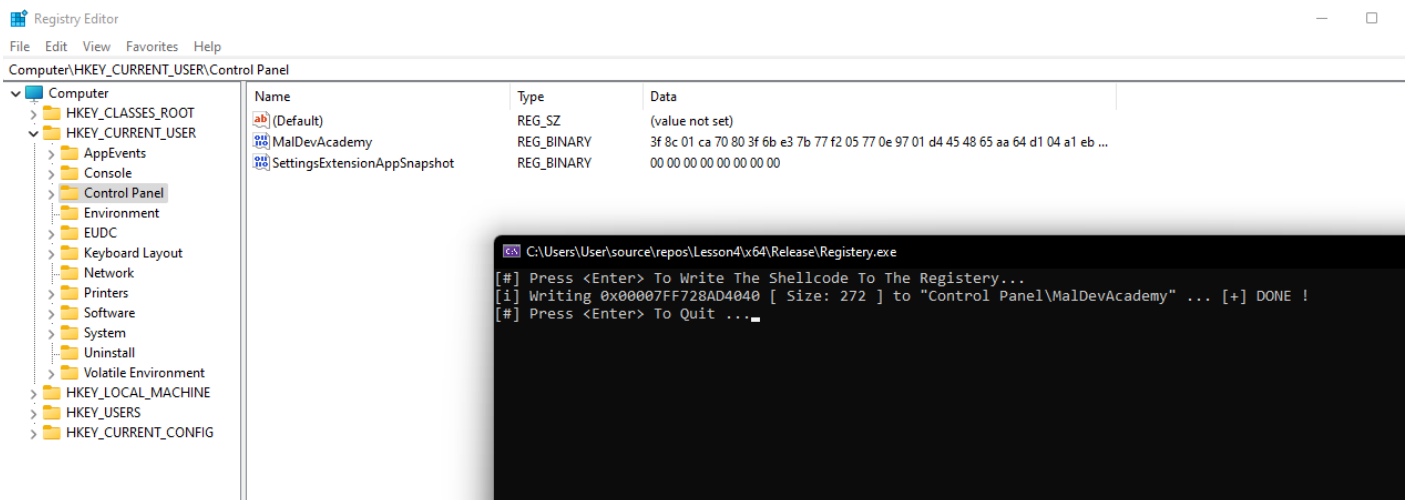 Registry Editor
File Edit View Favorites Help
Computer\HKEY_CURRENT_USER\Control Panel
Computer
HKEY_CLASSES_ROOT
HKEY_CURRENT_USER
AppEvents
Console
Control Panel
Environment
EUDC
Keyboard Layout
Network
Printers
Software
System
Uninstall
Volatile Environment
HKEY_LOCAL_MACHINE
HKEY_USERS
HKEY_CURRENT_CONFIG
Name Type Data
(Default) REG_SZ (value not set)
MalDevAcademy REG_BINARY 3f 8c 01 ca 70 80 3f 6b e3 7b 77 f2 05 77 0e 97 01 d4 45 48 65 aa 64 d1 04 a1 eb ...
SettingsExtensionAppSnapshot REG_BINARY 00 00 00 00 00 00 00 00
C:\Users\User\source\repos\Lesson4\x64\Release\Registery.exe
[#] Press <Enter> To Write The Shellcode To The Registery...
[i] Writing 0x00007FF728AD4040 [ Size: 272 ] to "Control Panel\MalDevAcademy" ... [+] DONE !
[#] Press <Enter> To Quit ...